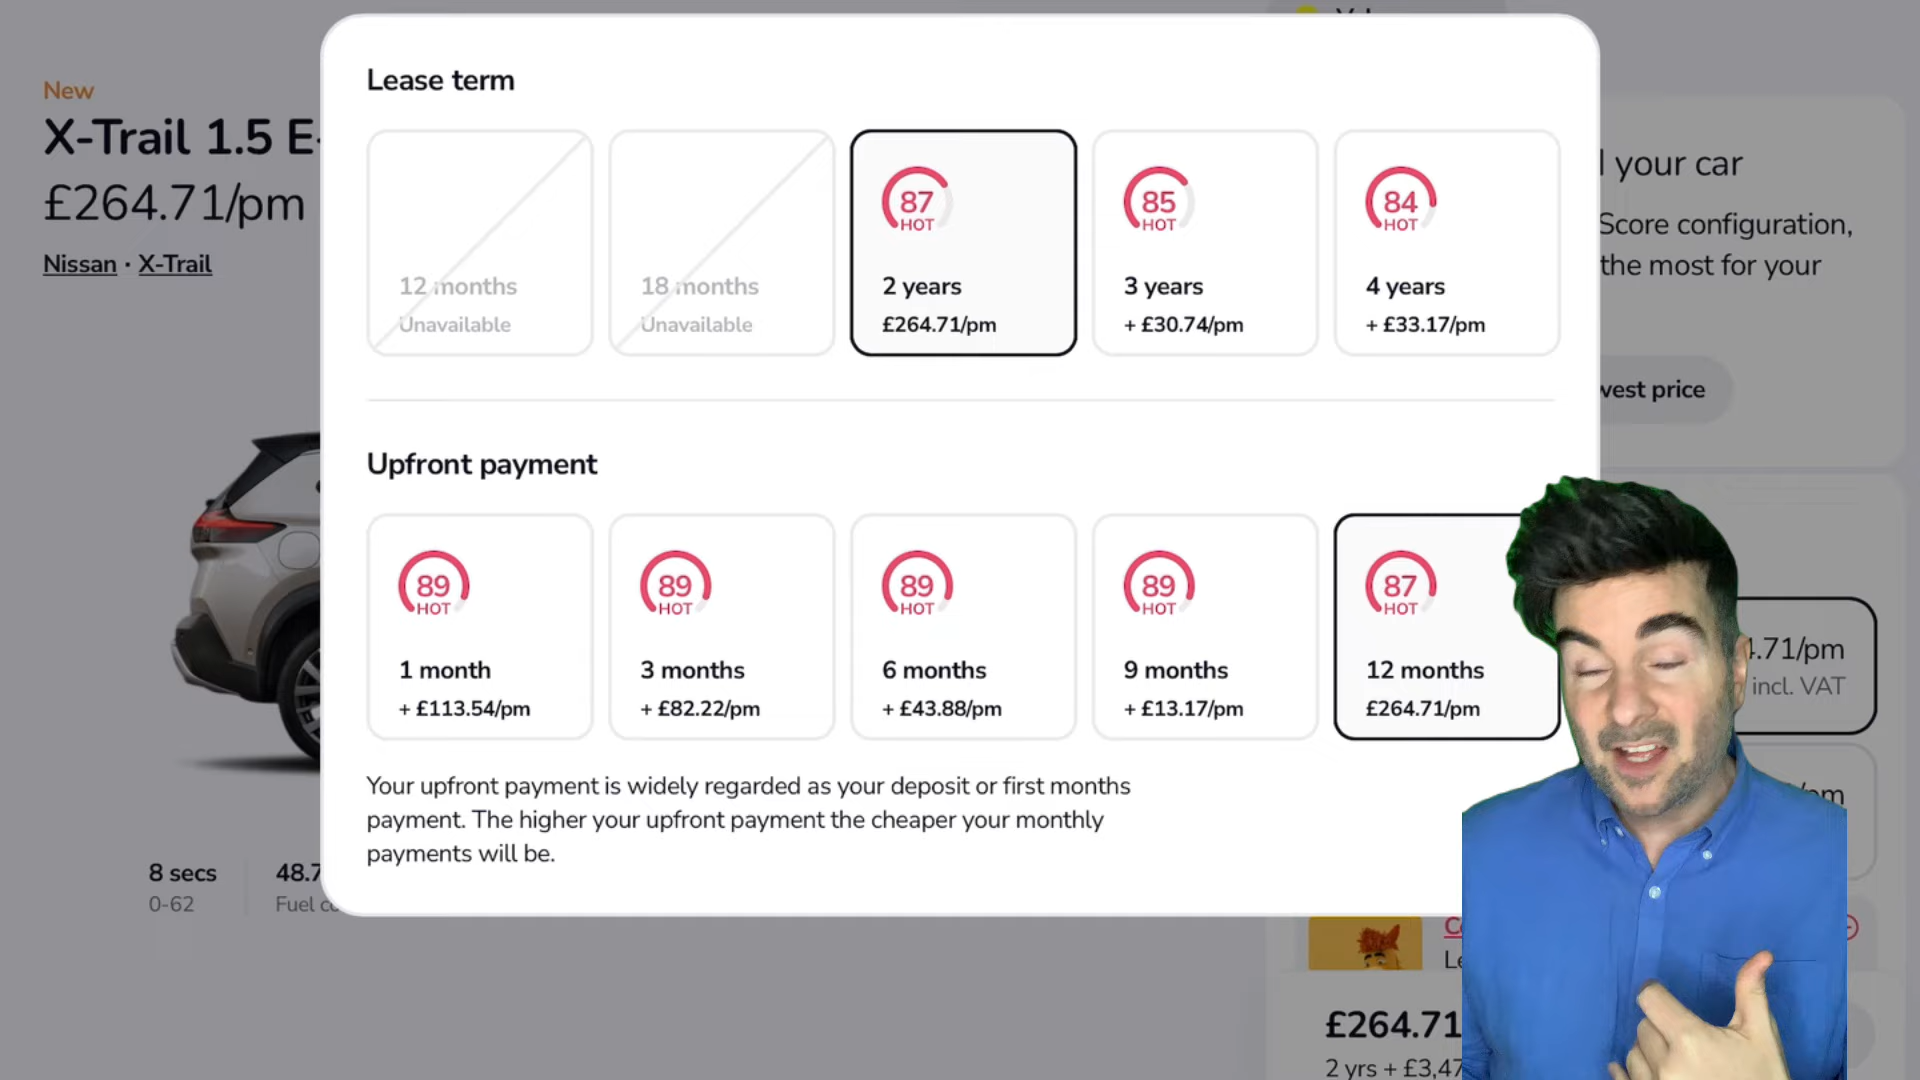 New
X-Trail 1.5 E-
£264.71/pm
Nissan · X-Trail
8 secs
0-62
48.7
Fuel
Lease term
12 months
Unavailable
18 months
Unavailable
87
HOT
2 years
£264.71/pm
85
HOT
3 years
+ £30.74/pm
84
HOT
4 years
+ £33.17/pm
Upfront payment
89
HOT
1 month
+ £113.54/pm
89
HOT
3 months
+ £82.22/pm
89
HOT
6 months
+ £43.88/pm
89
HOT
9 months
+ £13.17/pm
87
HOT
12 months
£264.71/pm
Your upfront payment is widely regarded as your deposit or first months
payment. The higher your upfront payment the cheaper your monthly
payments will be.
your car
Score configuration,
the most for your
west price
.71/pm
incl. VAT
/pm
£264.71
2 yrs + £3,47